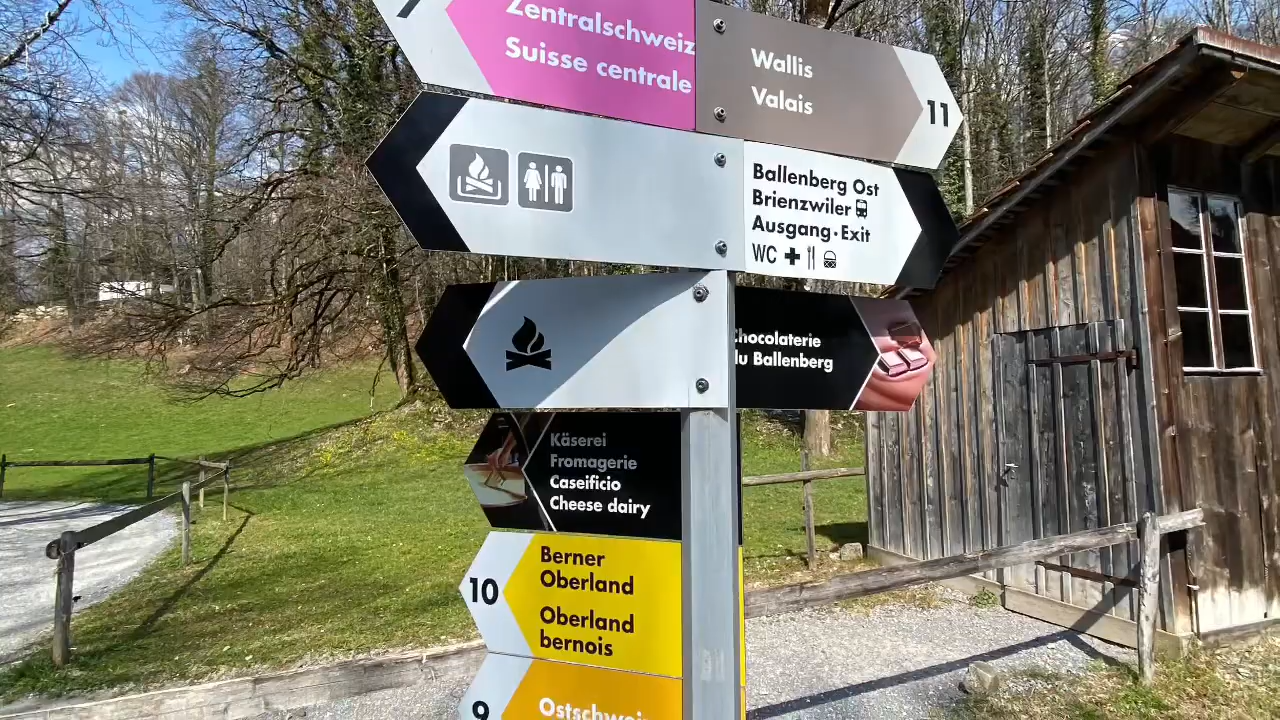 Zentralschweiz
Suisse centrale
Wallis
Valais
11
Ballenberg Ost
Brienzwiler
Ausgang·Exit
WC
Chocolaterie
du Ballenberg
Käserei
Fromagerie
Caseificio
Cheese dairy
10
Berner
Oberland
Oberland
bernois
9